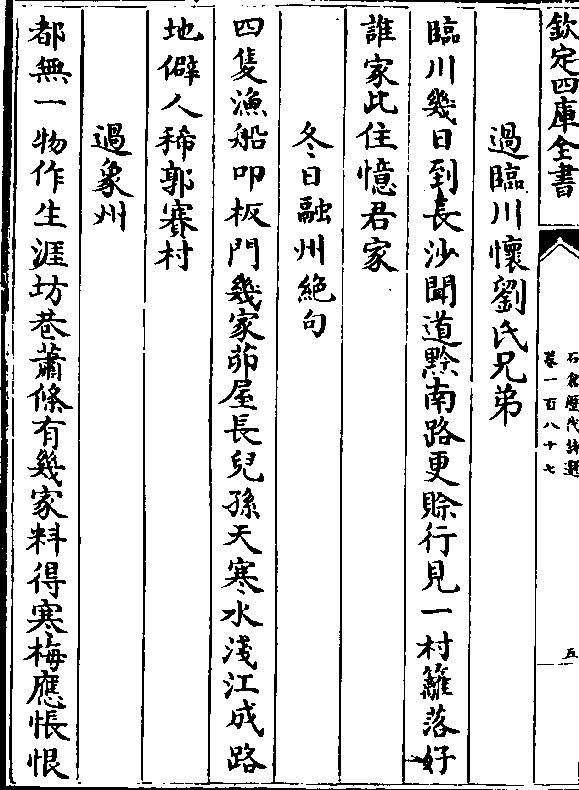 欽定四庫全書
石倉歷代詩選
卷一百八十七
五
過臨川懷劉氏兄弟
臨川幾日到長沙聞道黔南路更賒行見一村籬落好
誰家比住憶君家
冬日融州絶句
四隻漁船叩板門幾家茆屋長兒孫天寒水淺江成路
地僻人稀郭賽村
過象州
都無一物作生涯坊巷蕭條有幾家料得寒梅應悵恨